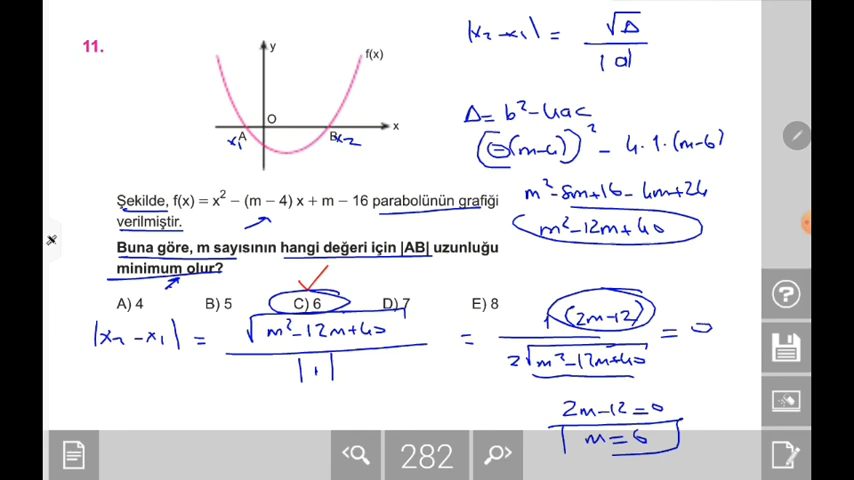 11.
y
f(x)
O
A
B
x
x1
x2
|x2 - x1| = √Δ / |a|
Δ = b² - 4ac
(-(m-4))² - 4.1.(m-6)
m² - 8m + 16 - 4m + 24
m² - 12m + 40
Şekilde, f(x) = x² − (m − 4) x + m − 16 parabolünün grafiği
verilmiştir.
Buna göre, m sayısının hangi değeri için |AB| uzunluğu
minimum olur?
A) 4 B) 5 C) 6 D) 7 E) 8
|x2 - x1| = √(m² - 12m + 40) / |1| = 1(2m-12) / 2√(m² - 12m + 40) = 0
2m - 12 = 0
m = 6
282